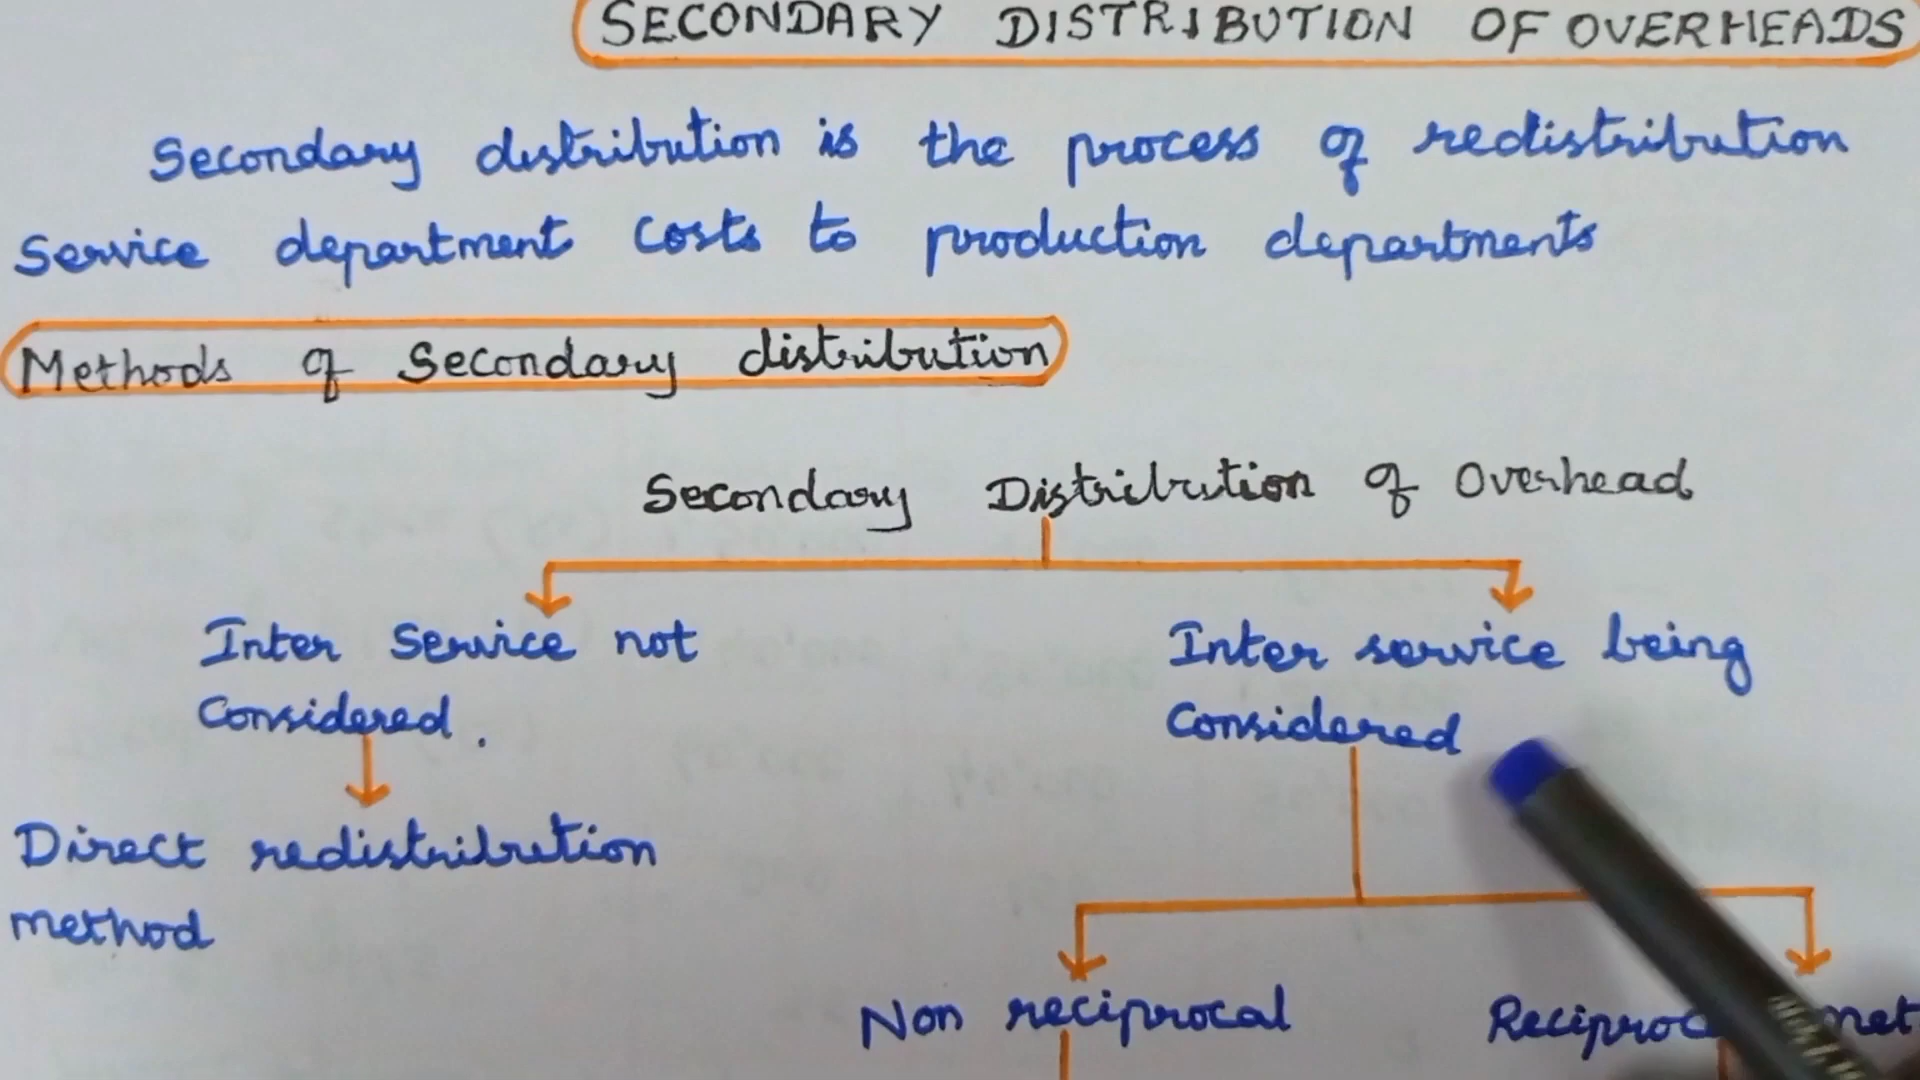 SECONDARY DISTRIBUTION OF OVERHEADS
Secondary distribution is the process of redistribution
Service department costs to production departments
Methods of Secondary distribution
Secondary Distribution of Overhead
Inter Service not
Considered.
Inter service being
Considered
Direct redistribution
method
Non reciprocal